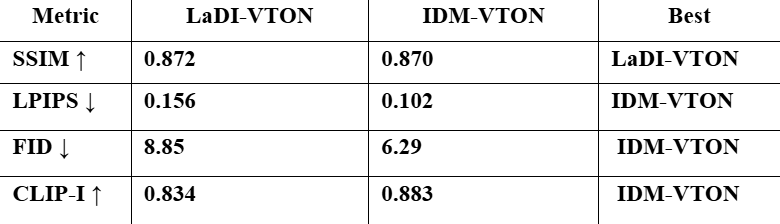 Metric LaDI-VTON IDM-VTON Best
SSIM ↑ 0.872 0.870 LaDI-VTON
LPIPS ↓ 0.156 0.102 IDM-VTON
FID ↓ 8.85 6.29 IDM-VTON
CLIP-I ↑ 0.834 0.883 IDM-VTON